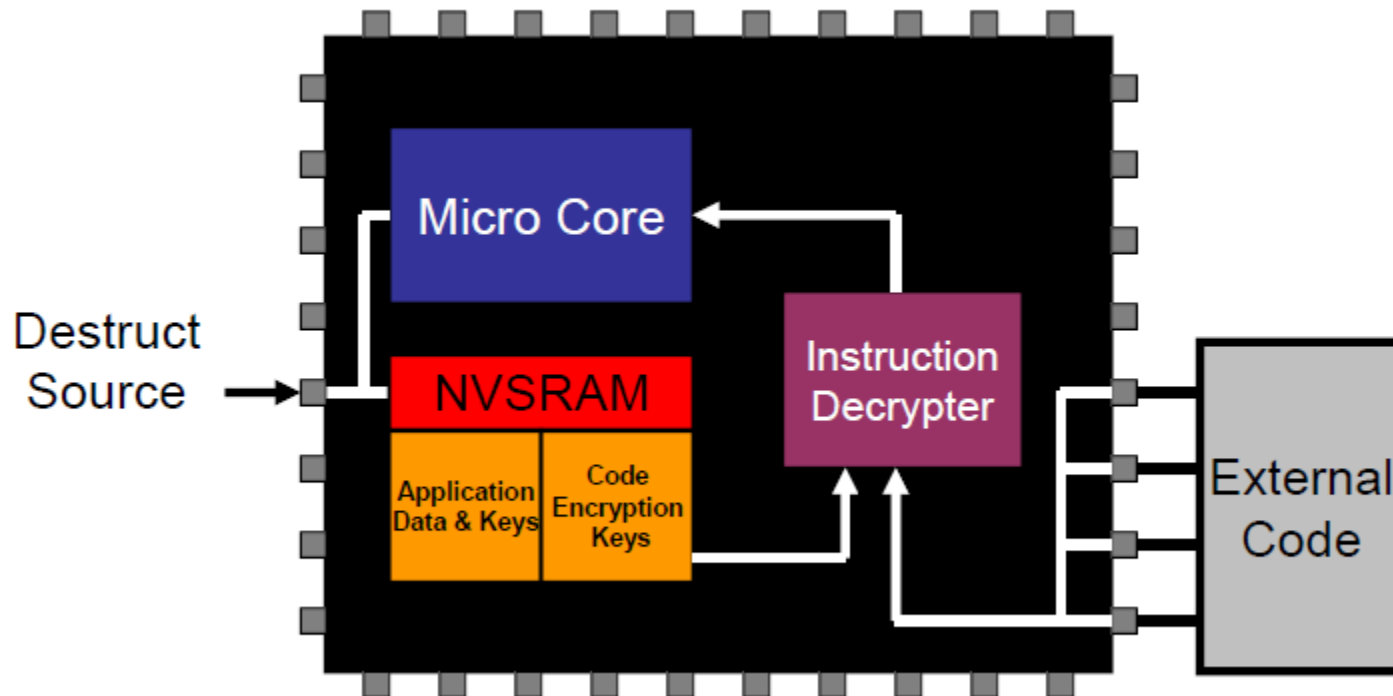 Micro Core
Destruct
Source
NVSRAM
Application
Data & Keys
Code
Encryption
Keys
Instruction
Decrypter
External
Code